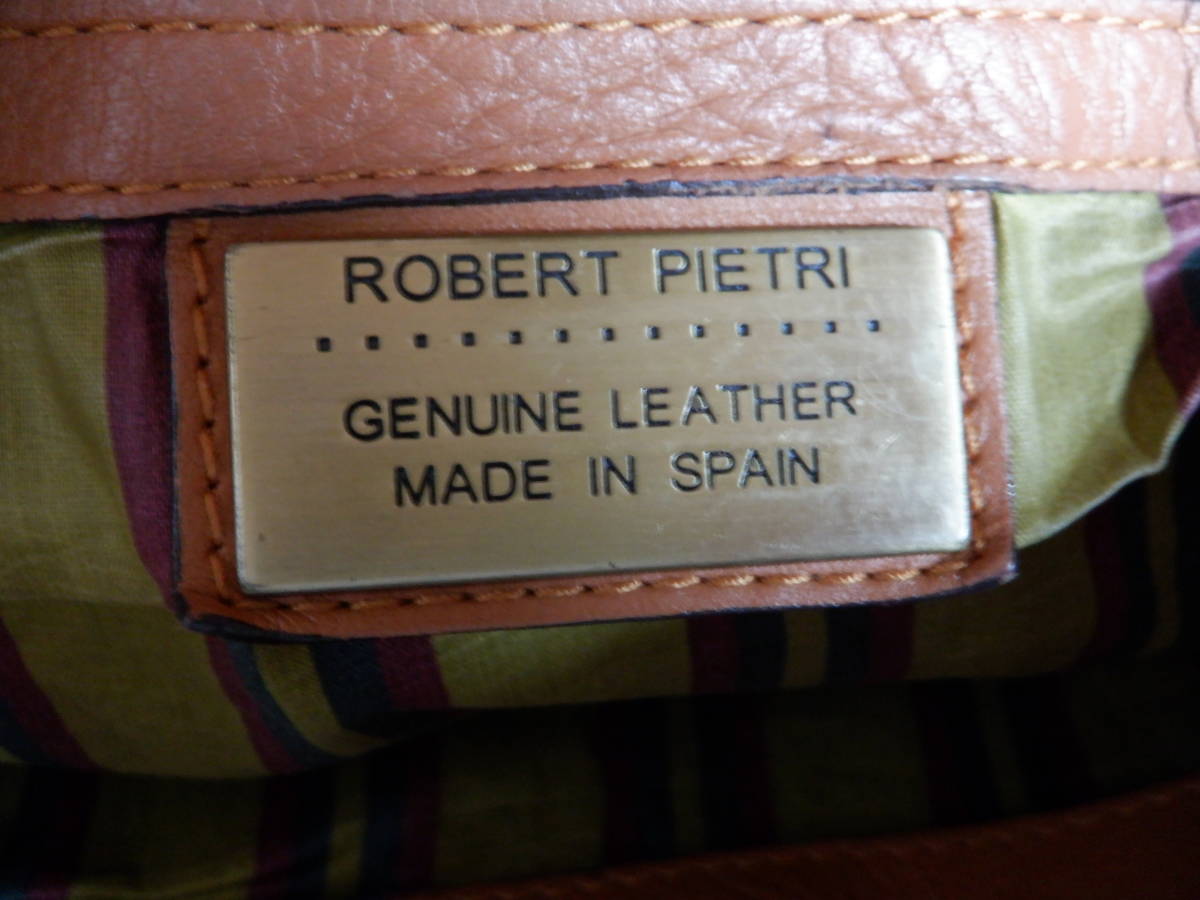 ROBERT PIETRI
GENUINE LEATHER
MADE IN SPAIN